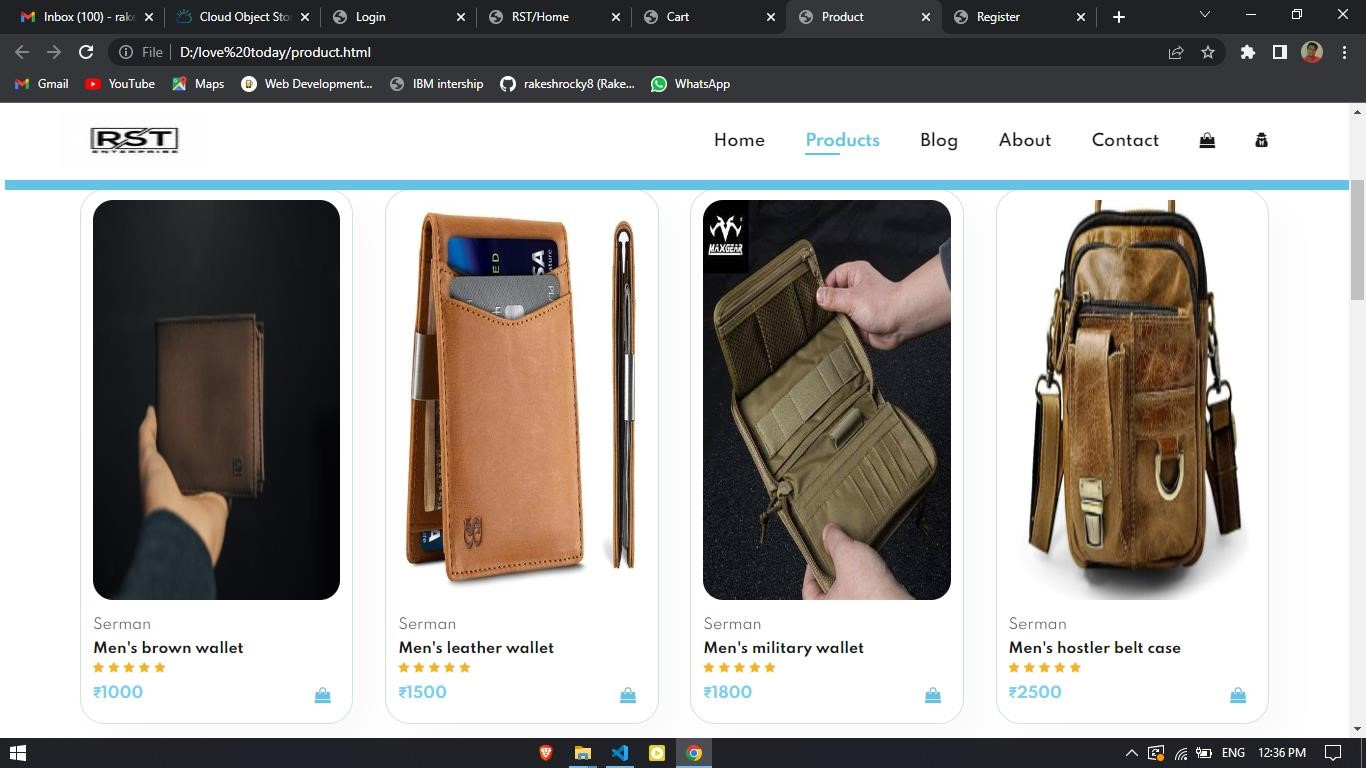 Inbox (100) - rake
Cloud Object Sto
Login
RST/Home
Cart
Product
Register
File
D:/love%20today/product.html
Gmail
YouTube
Maps
Web Development...
IBM intership
rakeshrocky8 (Rake...
WhatsApp
RST
ENTERPRISE
Home
Products
Blog
About
Contact
MAXGEAR
VISA
Serman
Men's brown wallet
₹1000
Serman
Men's leather wallet
₹1500
Serman
Men's military wallet
₹1800
Serman
Men's hostler belt case
₹2500
ENG
12:36 PM